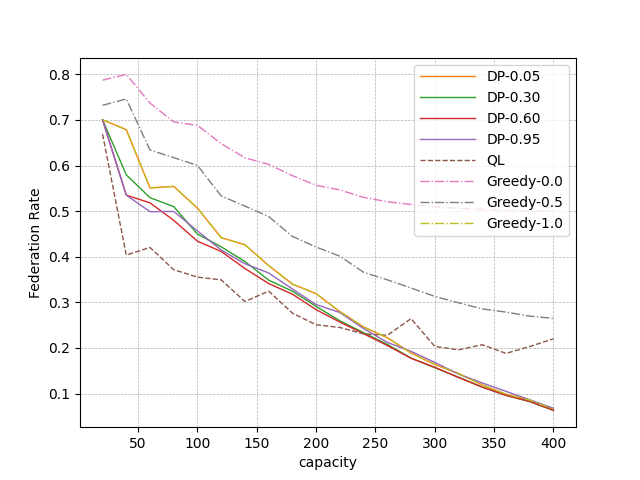 0.8
0.7
0.6
0.5
0.4
0.3
0.2
0.1
Federation Rate
50
100
150
200
250
300
350
400
capacity
DP-0.05
DP-0.30
DP-0.60
DP-0.95
QL
Greedy-0.0
Greedy-0.5
Greedy-1.0